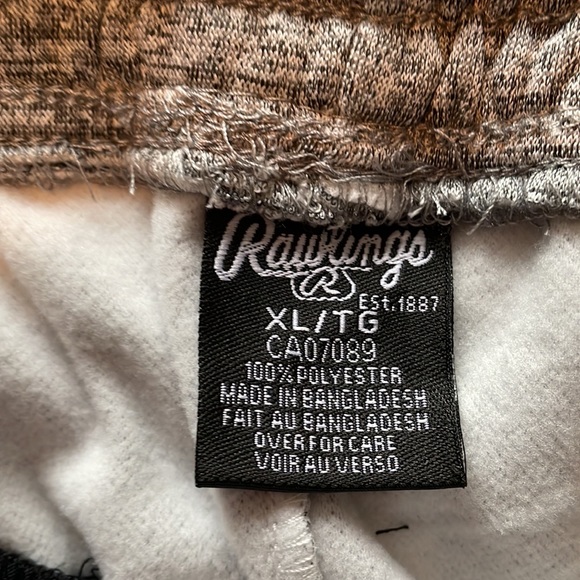 Rawlings
R
Est. 1887
XL/TG
CA07089
100% POLYESTER
MADE IN BANGLADESH
FAIT AU BANGLADESH
OVER FOR CARE
VOIR AU VERSO